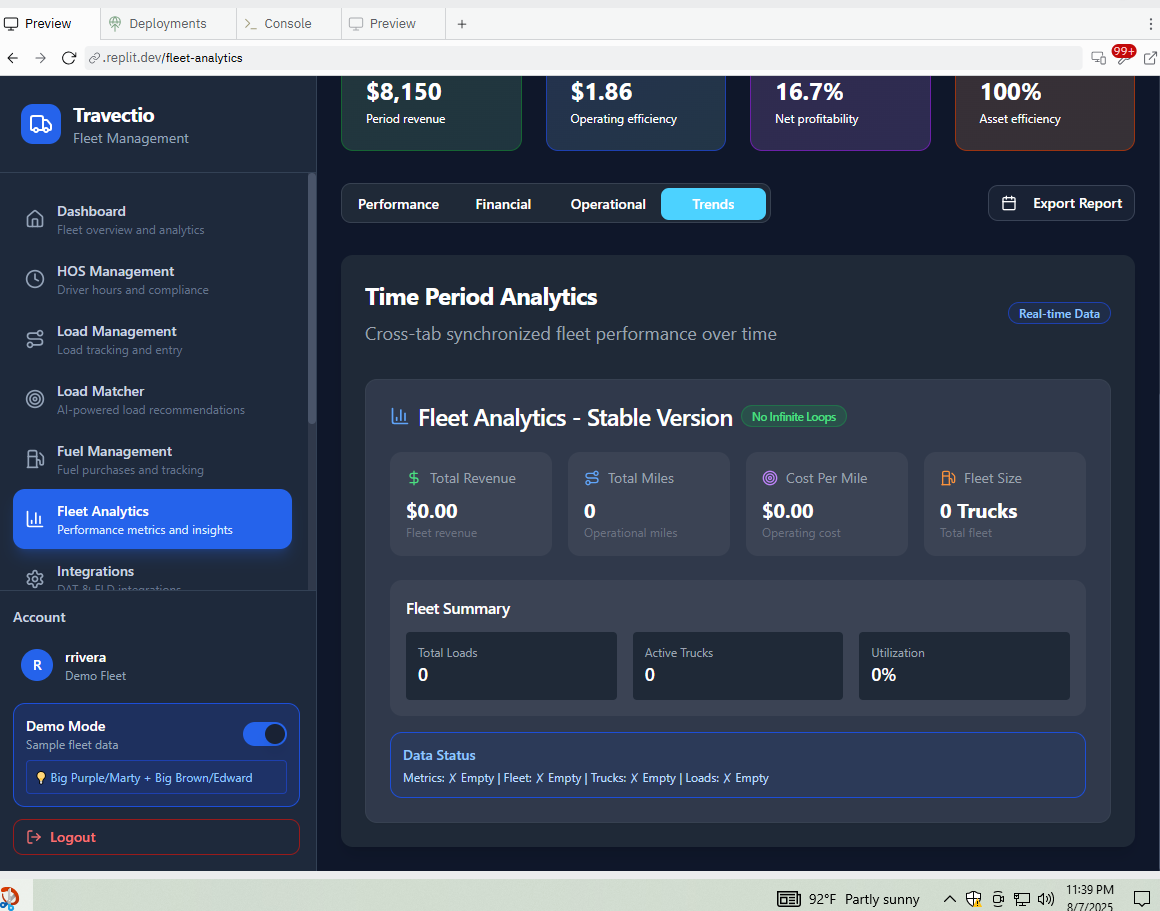 Preview
Deployments
Console
Preview
.replit.dev/fleet-analytics
99+
Travectio
Fleet Management
Dashboard
Fleet overview and analytics
HOS Management
Driver hours and compliance
Load Management
Load tracking and entry
Load Matcher
AI-powered load recommendations
Fuel Management
Fuel purchases and tracking
Fleet Analytics
Performance metrics and insights
Integrations
DAT & ELD integrations
Account
R
rrivera
Demo Fleet
Demo Mode
Sample fleet data
💡 Big Purple/Marty + Big Brown/Edward
Logout
$8,150
Period revenue
$1.86
Operating efficiency
16.7%
Net profitability
100%
Asset efficiency
Performance
Financial
Operational
Trends
Export Report
Time Period Analytics
Cross-tab synchronized fleet performance over time
Real-time Data
Fleet Analytics - Stable Version
No Infinite Loops
Total Revenue
$0.00
Fleet revenue
Total Miles
0
Operational miles
Cost Per Mile
$0.00
Operating cost
Fleet Size
0 Trucks
Total fleet
Fleet Summary
Total Loads
0
Active Trucks
0
Utilization
0%
Data Status
Metrics: ✗ Empty | Fleet: ✗ Empty | Trucks: ✗ Empty | Loads: ✗ Empty
92°F Partly sunny
11:39 PM
8/7/2025